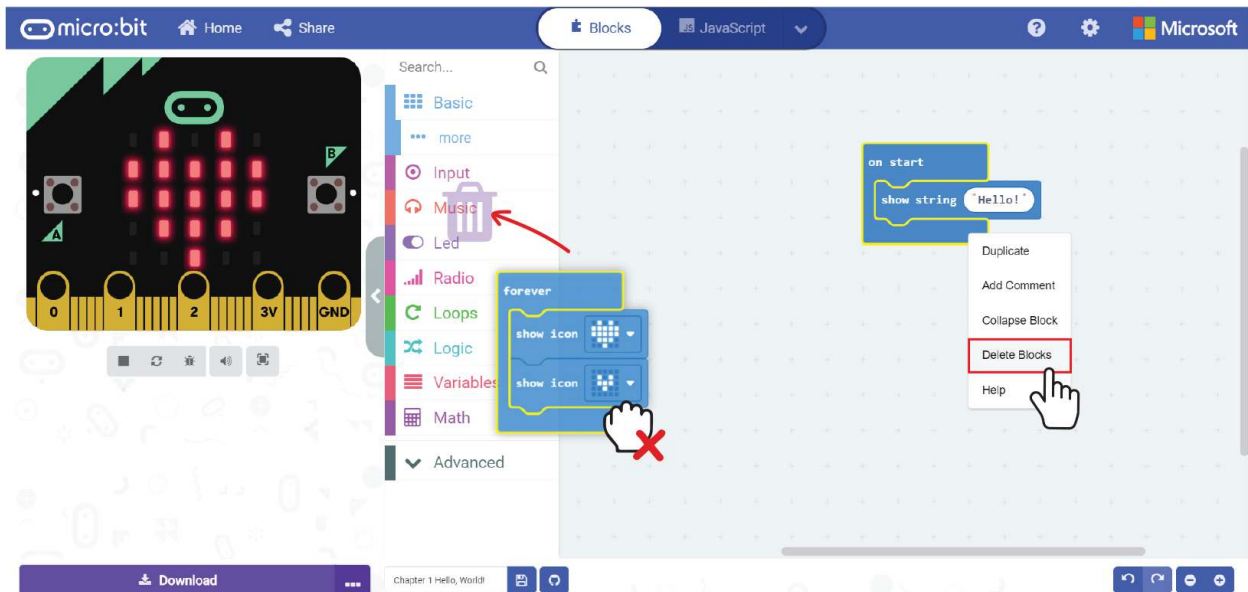 micro:bit Home Share Blocks JavaScript Microsoft
Search...
Basic
more
Input
Music
Led
Radio
Loops
Logic
Variables
Math
Advanced
B
A
0 1 2 3V GND
forever
show icon
show icon
on start
show string "Hello!"
Duplicate
Add Comment
Collapse Block
Delete Blocks
Help
Download
Chapter 1 Hello, World!